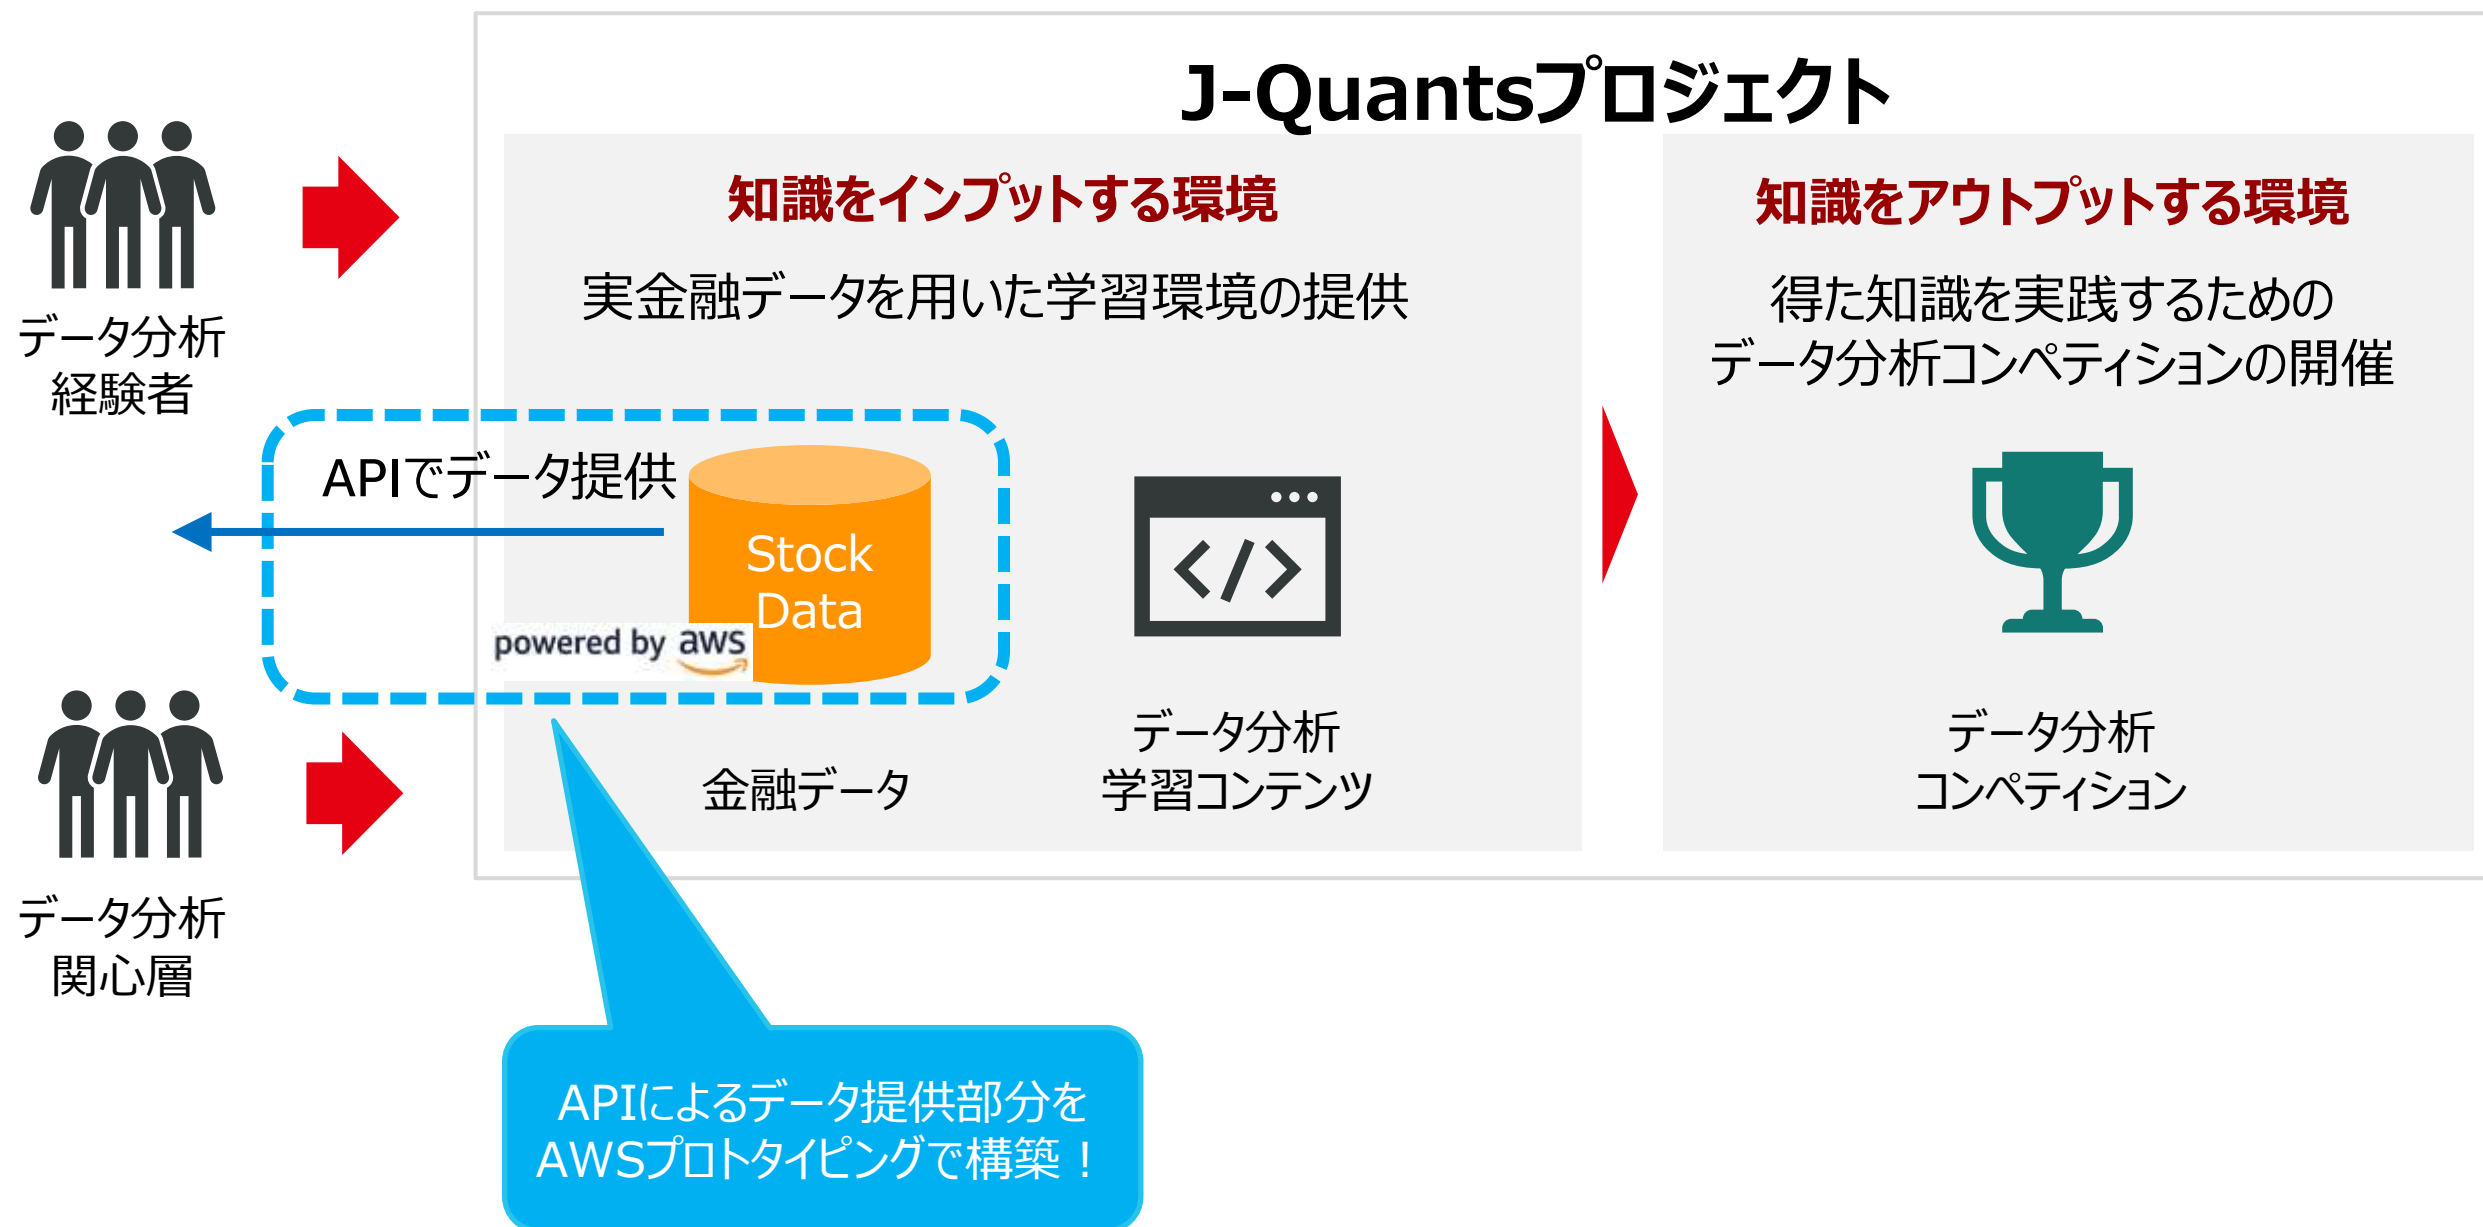 J-Quantsプロジェクト
データ分析
経験者
データ分析
関心層
知識をインプットする環境
実金融データを用いた学習環境の提供
APIでデータ提供
Stock
Data
powered by aws
金融データ
データ分析
学習コンテンツ
知識をアウトプットする環境
得た知識を実践するための
データ分析コンペティションの開催
データ分析
コンペティション
APIによるデータ提供部分を
AWSプロトタイピングで構築！